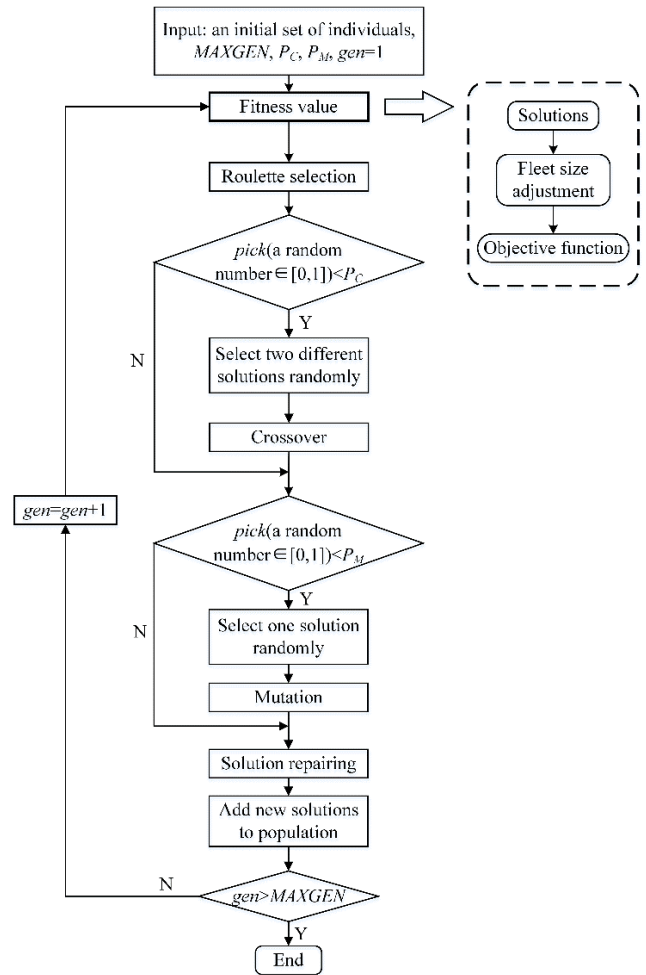 Input: an initial set of individuals,
MAXGEN, P_C, P_M, gen=1
Fitness value
Solutions
Fleet size
adjustment
Objective function
Roulette selection
pick(a random
number∈[0,1])<P_C
Y
N
Select two different
solutions randomly
Crossover
gen=gen+1
pick(a random
number∈[0,1])<P_M
Y
N
Select one solution
randomly
Mutation
Solution repairing
Add new solutions
to population
N
gen>MAXGEN
Y
End